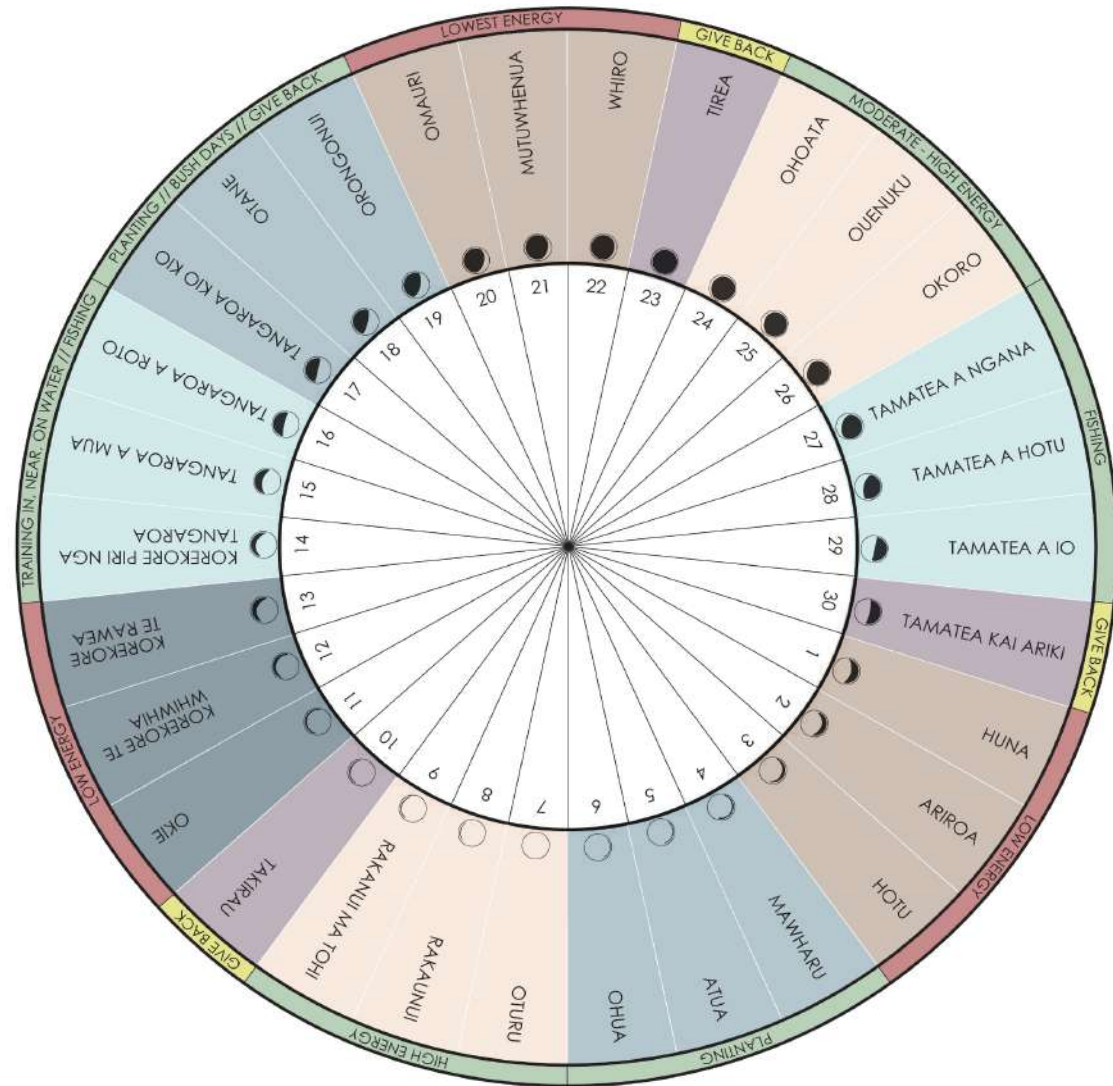 LOWEST ENERGY
GIVE BACK
MODERATE - HIGH ENERGY
FISHING
GIVE BACK
LOW ENERGY
PLANTING
HIGH ENERGY
GIVE BACK
LOW ENERGY
TRAINING IN, NEAR, ON WATER // FISHING
PLANTING // BUSH DAYS // GIVE BACK
OMAURI
MUTUWHENUA
WHIRO
TIREA
OHOATA
OUENUKU
OKORO
TAMATEA A NGANA
TAMATEA A HOTU
TAMATEA A IO
TAMATEA KAI ARIKI
HUNA
ARIROA
HOTU
MAWHARU
ATUA
OHUA
OTURU
RAKAUNUI
RAKANUI MA TOHI
TAKIRAU
OKIE
KOREKORE TE
WHIWHIA
KOREKORE
TE RAWEA
KOREKORE PIRI NGA
TANGAROA
TANGAROA A MUA
TANGAROA A ROTO
TANGAROA KIO KIO
OTANE
ORONGONUI
20
21
22
23
24
25
26
27
28
29
30
1
2
3
4
5
6
7
8
9
10
11
12
13
14
15
16
17
18
19